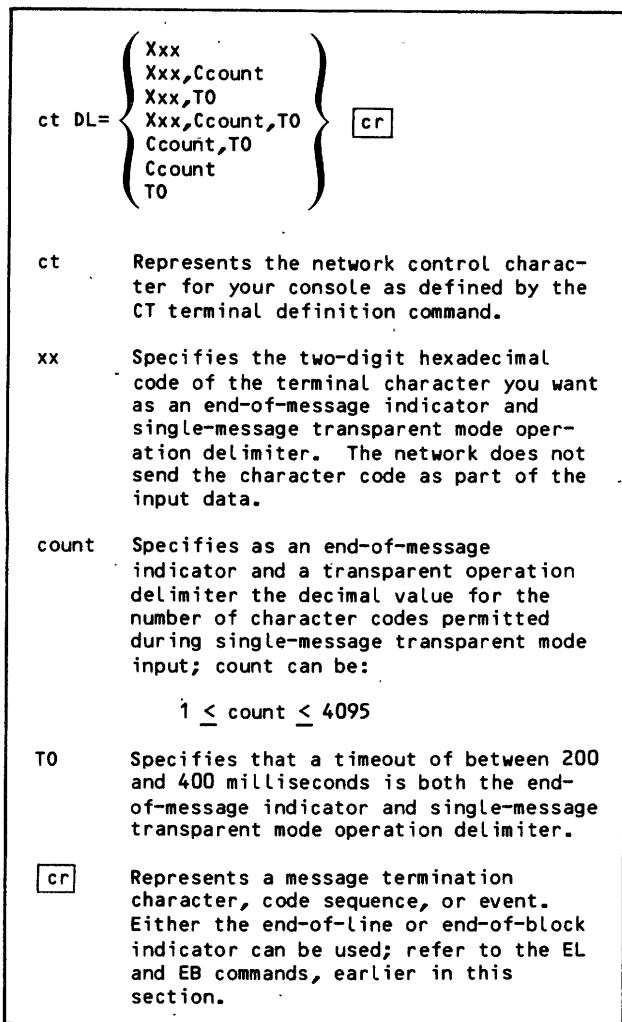 Xxx
Xxx,Ccount
Xxx,TO
ct DL= Xxx,Ccount,TO cr
Ccount,TO
Ccount
TO
ct Represents the network control charac-
ter for your console as defined by the
CT terminal definition command.
xx Specifies the two-digit hexadecimal
code of the terminal character you want
as an end-of-message indicator and
single-message transparent mode oper-
ation delimiter. The network does not
send the character code as part of the
input data.
count Specifies as an end-of-message
indicator and a transparent operation
delimiter the decimal value for the
number of character codes permitted
during single-message transparent mode
input; count can be:
1 ≤ count ≤ 4095
TO Specifies that a timeout of between 200
and 400 milliseconds is both the end-
of-message indicator and single-message
transparent mode operation delimiter.
cr Represents a message termination
character, code sequence, or event.
Either the end-of-line or end-of-block
indicator can be used; refer to the EL
and EB commands, earlier in this
section.